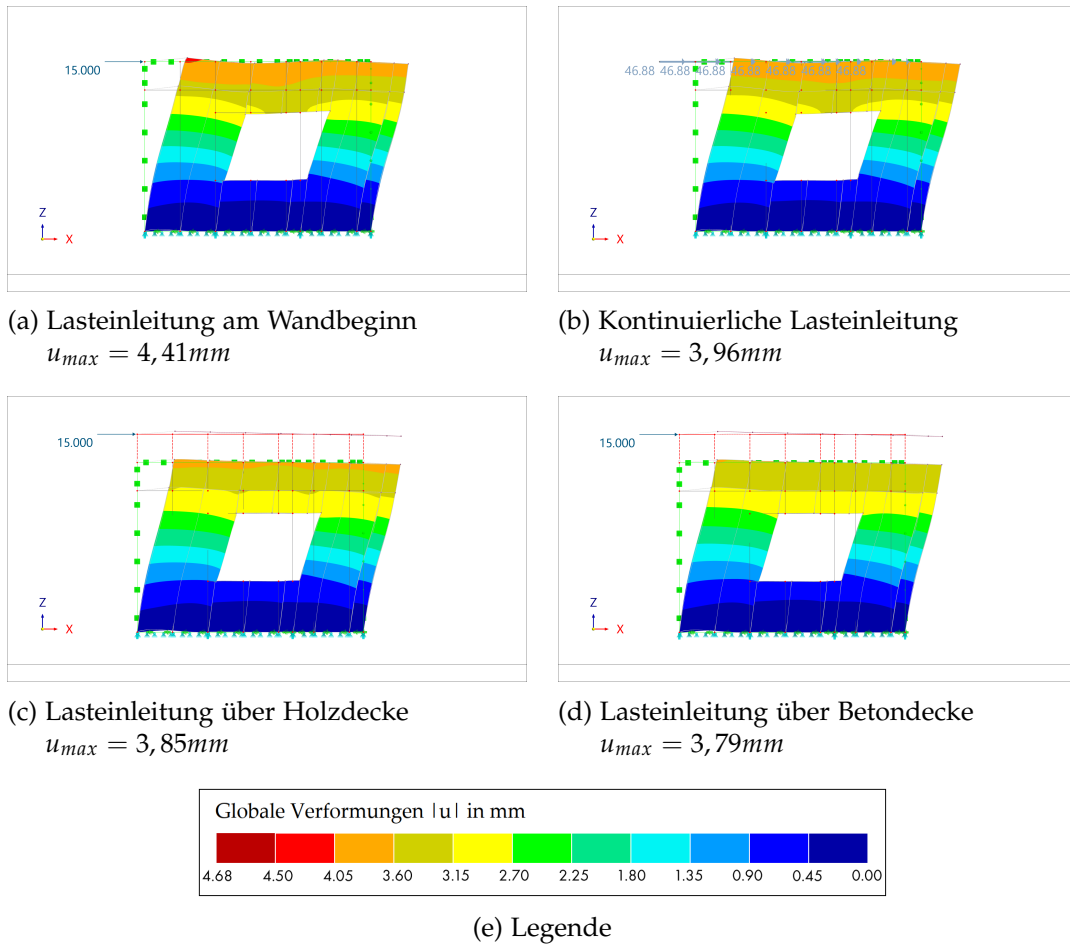 15.000
Z
X
46.88 46.88 46.88 46.88 46.88 46.88 46.88
Z
X
(a) Lasteinleitung am Wandbeginn
u_max = 4,41mm
(b) Kontinuierliche Lasteinleitung
u_max = 3,96mm
15.000
Z
X
15.000
Z
X
(c) Lasteinleitung über Holzdecke
u_max = 3,85mm
(d) Lasteinleitung über Betondecke
u_max = 3,79mm
Globale Verformungen |u| in mm
4.68 4.50 4.05 3.60 3.15 2.70 2.25 1.80 1.35 0.90 0.45 0.00
(e) Legende